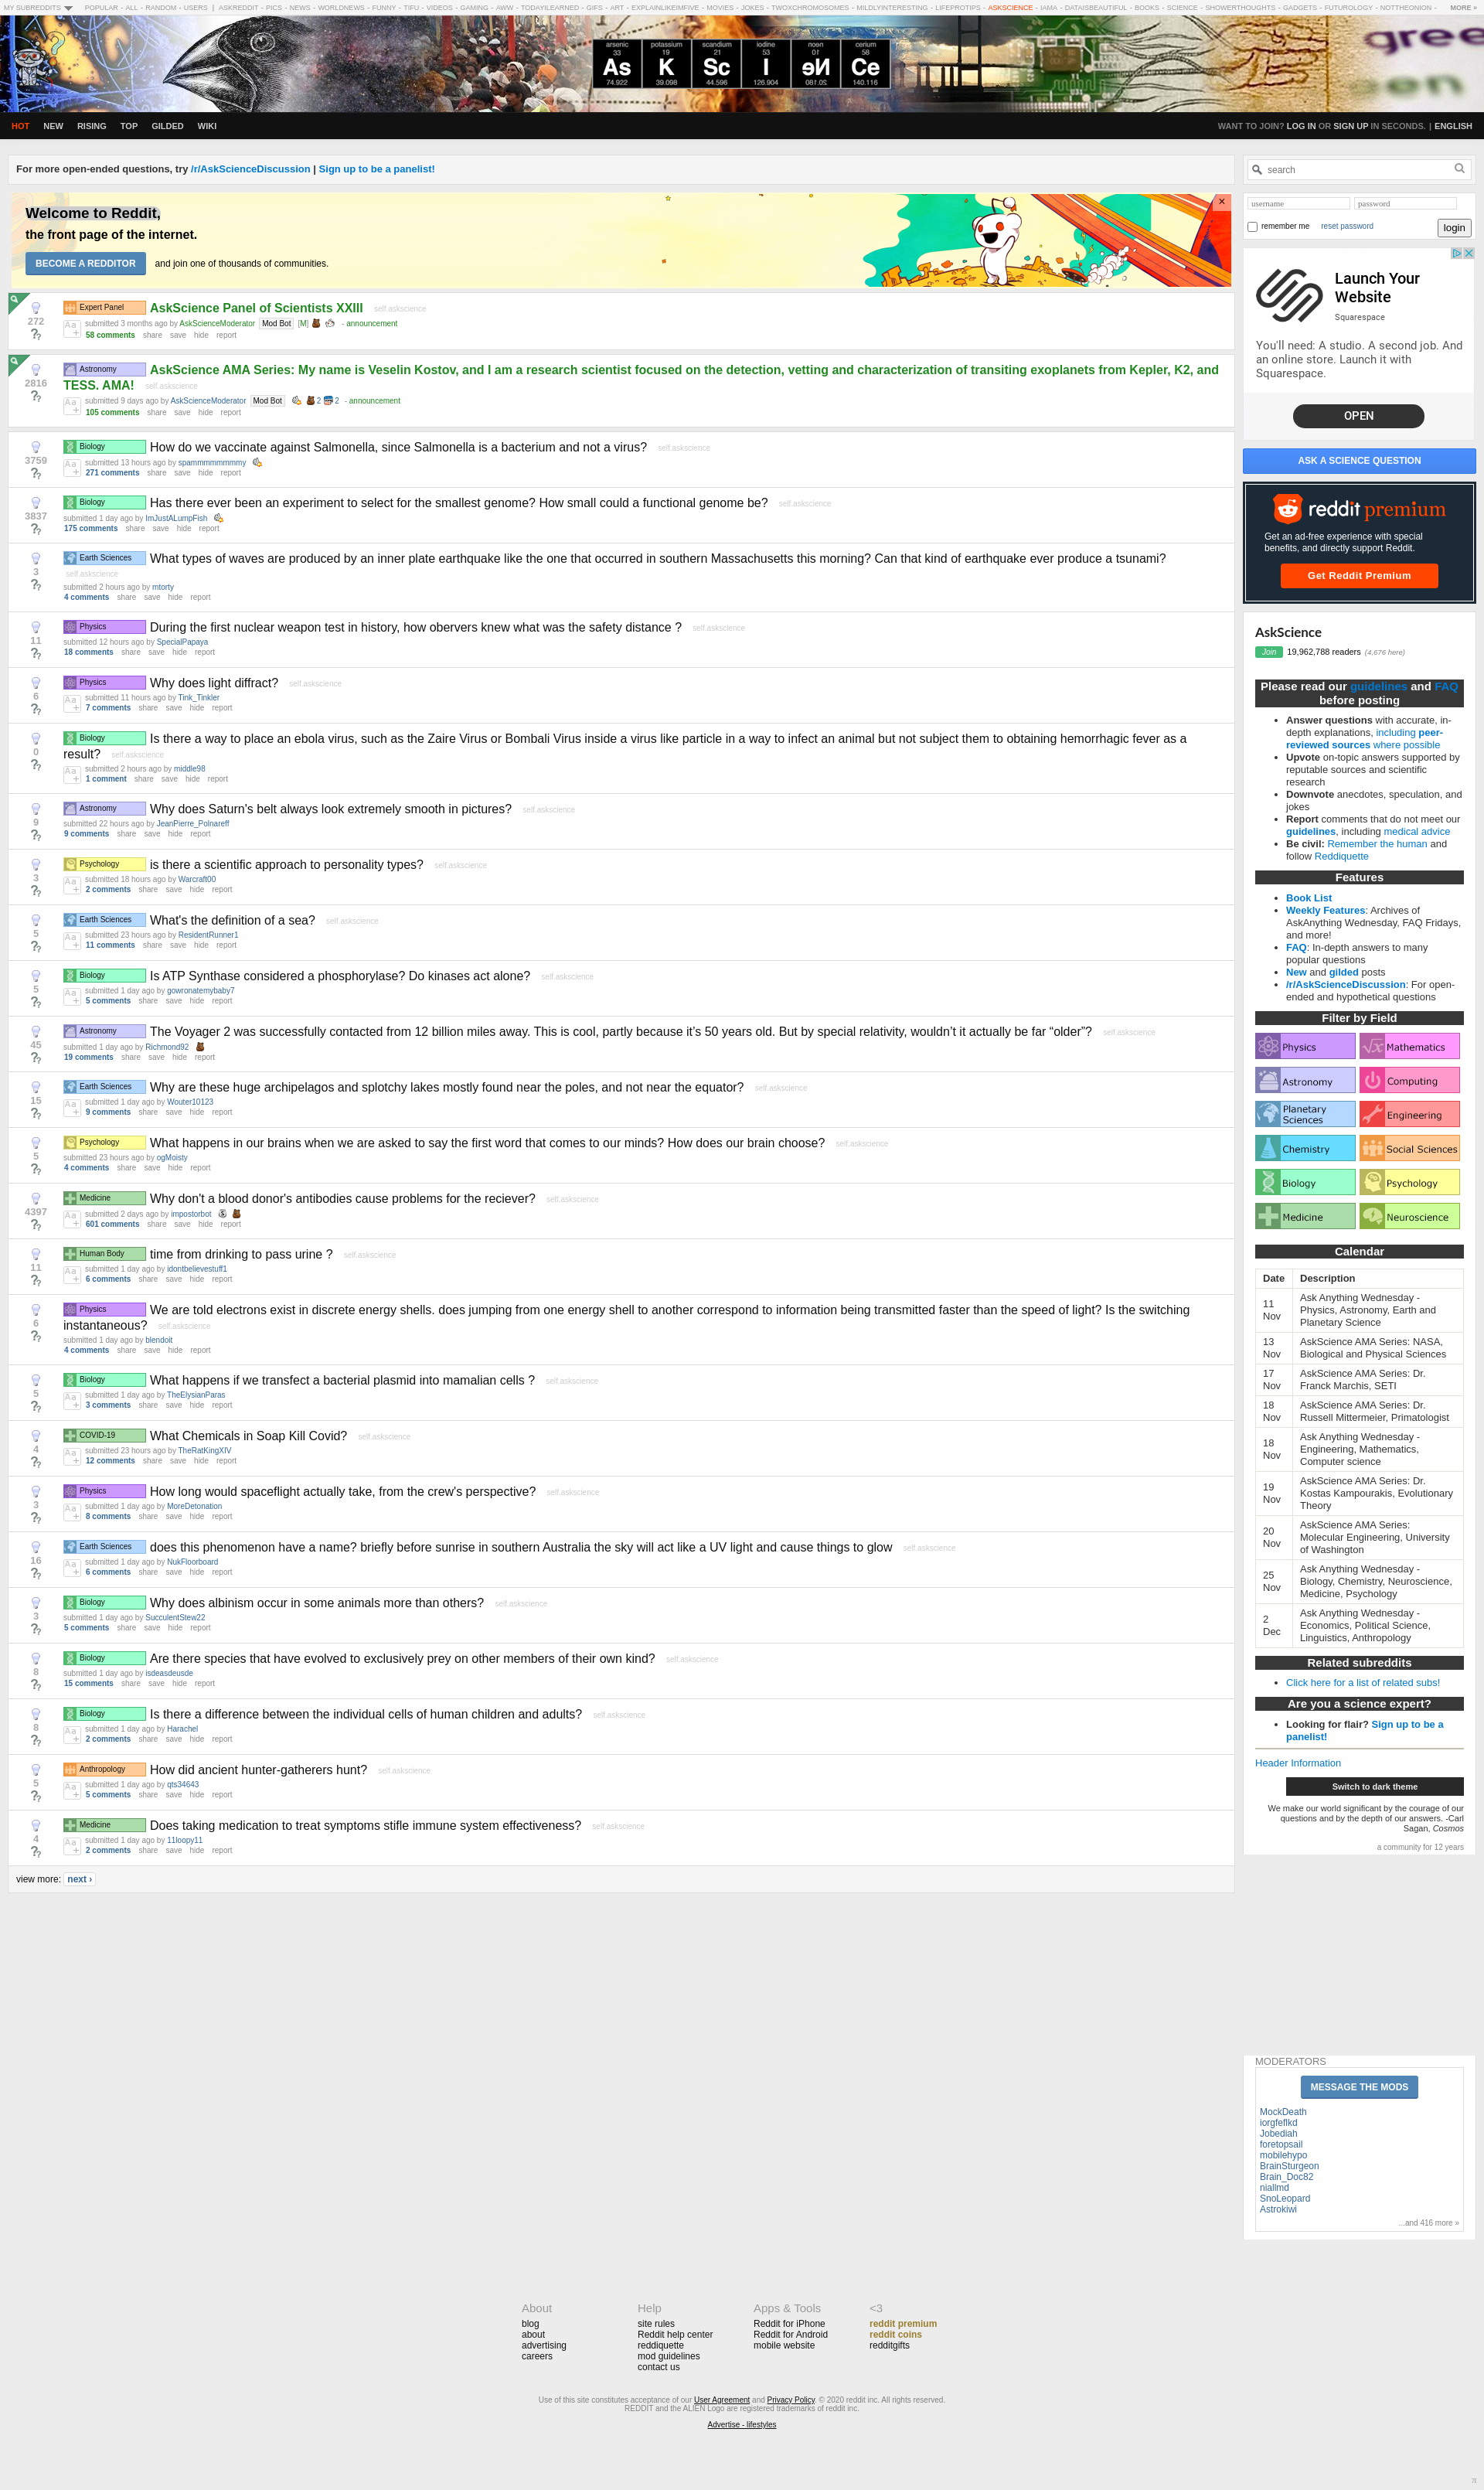 MY SUBREDDITS POPULAR - ALL - RANDOM - USERS | ASKREDDIT - PICS - NEWS - WORLDNEWS - FUNNY - TIFU - VIDEOS - GAMING - AWW - TODAYILEARNED - GIFS - ART - EXPLAINLIKEIMFIVE - MOVIES - JOKES - TWOXCHROMOSOMES - MILDLYINTERESTING - LIFEPROTIPS - ASKSCIENCE - IAMA - DATAISBEAUTIFUL - BOOKS - SCIENCE - SHOWERTHOUGHTS - GADGETS - FUTUROLOGY - NOTTHEONION - MORE »
arsenic potassium scandium iodine neon cerium
33 19 21 53 10 58
As K Sc I Ne Ce
74.922 39.098 44.596 126.904 20.180 140.116
HOT NEW RISING TOP GILDED WIKI
WANT TO JOIN? LOG IN OR SIGN UP IN SECONDS. | ENGLISH
For more open-ended questions, try /r/AskScienceDiscussion | Sign up to be a panelist!
Welcome to Reddit,
the front page of the internet.
BECOME A REDDITOR and join one of thousands of communities.
272
Expert Panel AskScience Panel of Scientists XXIII self.askscience
submitted 3 months ago by AskScienceModerator Mod Bot [M] - announcement
58 comments share save hide report
2816
Astronomy AskScience AMA Series: My name is Veselin Kostov, and I am a research scientist focused on the detection, vetting and characterization of transiting exoplanets from Kepler, K2, and
TESS. AMA! self.askscience
submitted 9 days ago by AskScienceModerator Mod Bot 2 2 - announcement
105 comments share save hide report
3759
Biology How do we vaccinate against Salmonella, since Salmonella is a bacterium and not a virus? self.askscience
submitted 13 hours ago by spammmmmmmmy
271 comments share save hide report
3837
Biology Has there ever been an experiment to select for the smallest genome? How small could a functional genome be? self.askscience
submitted 1 day ago by ImJustALumpFish
175 comments share save hide report
3
Earth Sciences What types of waves are produced by an inner plate earthquake like the one that occurred in southern Massachusetts this morning? Can that kind of earthquake ever produce a tsunami?
self.askscience
submitted 2 hours ago by mtorty
4 comments share save hide report
11
Physics During the first nuclear weapon test in history, how obervers knew what was the safety distance ? self.askscience
submitted 12 hours ago by SpecialPapaya
18 comments share save hide report
6
Physics Why does light diffract? self.askscience
submitted 11 hours ago by Tink_Tinkler
7 comments share save hide report
0
Biology Is there a way to place an ebola virus, such as the Zaire Virus or Bombali Virus inside a virus like particle in a way to infect an animal but not subject them to obtaining hemorrhagic fever as a
result? self.askscience
submitted 2 hours ago by middle98
1 comment share save hide report
9
Astronomy Why does Saturn's belt always look extremely smooth in pictures? self.askscience
submitted 22 hours ago by JeanPierre_Polnareff
9 comments share save hide report
3
Psychology is there a scientific approach to personality types? self.askscience
submitted 18 hours ago by Warcraft00
2 comments share save hide report
5
Earth Sciences What's the definition of a sea? self.askscience
submitted 23 hours ago by ResidentRunner1
11 comments share save hide report
5
Biology Is ATP Synthase considered a phosphorylase? Do kinases act alone? self.askscience
submitted 1 day ago by gowronatemybaby7
5 comments share save hide report
45
Astronomy The Voyager 2 was successfully contacted from 12 billion miles away. This is cool, partly because it’s 50 years old. But by special relativity, wouldn’t it actually be far “older”? self.askscience
submitted 1 day ago by Richmond92
19 comments share save hide report
15
Earth Sciences Why are these huge archipelagos and splotchy lakes mostly found near the poles, and not near the equator? self.askscience
submitted 1 day ago by Wouter10123
9 comments share save hide report
5
Psychology What happens in our brains when we are asked to say the first word that comes to our minds? How does our brain choose? self.askscience
submitted 23 hours ago by ogMoisty
4 comments share save hide report
4397
Medicine Why don't a blood donor's antibodies cause problems for the reciever? self.askscience
submitted 2 days ago by impostorbot
601 comments share save hide report
11
Human Body time from drinking to pass urine ? self.askscience
submitted 1 day ago by idontbelievestuff1
6 comments share save hide report
6
Physics We are told electrons exist in discrete energy shells. does jumping from one energy shell to another correspond to information being transmitted faster than the speed of light? Is the switching
instantaneous? self.askscience
submitted 1 day ago by blendoit
4 comments share save hide report
5
Biology What happens if we transfect a bacterial plasmid into mamalian cells ? self.askscience
submitted 1 day ago by TheElysianParas
3 comments share save hide report
4
COVID-19 What Chemicals in Soap Kill Covid? self.askscience
submitted 23 hours ago by TheRatKingXIV
12 comments share save hide report
3
Physics How long would spaceflight actually take, from the crew's perspective? self.askscience
submitted 1 day ago by MoreDetonation
8 comments share save hide report
16
Earth Sciences does this phenomenon have a name? briefly before sunrise in southern Australia the sky will act like a UV light and cause things to glow self.askscience
submitted 1 day ago by NukFloorboard
6 comments share save hide report
3
Biology Why does albinism occur in some animals more than others? self.askscience
submitted 1 day ago by SucculentStew22
5 comments share save hide report
8
Biology Are there species that have evolved to exclusively prey on other members of their own kind? self.askscience
submitted 1 day ago by isdeasdeusde
15 comments share save hide report
8
Biology Is there a difference between the individual cells of human children and adults? self.askscience
submitted 1 day ago by Harachel
2 comments share save hide report
5
Anthropology How did ancient hunter-gatherers hunt? self.askscience
submitted 1 day ago by qts34643
5 comments share save hide report
4
Medicine Does taking medication to treat symptoms stifle immune system effectiveness? self.askscience
submitted 1 day ago by 11loopy11
2 comments share save hide report
view more: next ›
search
username password
remember me reset password login
Launch Your
Website
Squarespace
You'll need: A studio. A second job. And
an online store. Launch it with
Squarespace.
OPEN
ASK A SCIENCE QUESTION
reddit premium
Get an ad-free experience with special
benefits, and directly support Reddit.
Get Reddit Premium
AskScience
Join 19,962,788 readers (4,676 here)
Please read our guidelines and FAQ
before posting
Answer questions with accurate, in-
depth explanations, including peer-
reviewed sources where possible
Upvote on-topic answers supported by
reputable sources and scientific
research
Downvote anecdotes, speculation, and
jokes
Report comments that do not meet our
guidelines, including medical advice
Be civil: Remember the human and
follow Reddiquette
Features
Book List
Weekly Features: Archives of
AskAnything Wednesday, FAQ Fridays,
and more!
FAQ: In-depth answers to many
popular questions
New and gilded posts
/r/AskScienceDiscussion: For open-
ended and hypothetical questions
Filter by Field
Physics Mathematics
Astronomy Computing
Planetary
Sciences Engineering
Chemistry Social Sciences
Biology Psychology
Medicine Neuroscience
Calendar
Date Description
11
Nov
Ask Anything Wednesday -
Physics, Astronomy, Earth and
Planetary Science
13
Nov
AskScience AMA Series: NASA,
Biological and Physical Sciences
17
Nov
AskScience AMA Series: Dr.
Franck Marchis, SETI
18
Nov
AskScience AMA Series: Dr.
Russell Mittermeier, Primatologist
18
Nov
Ask Anything Wednesday -
Engineering, Mathematics,
Computer science
19
Nov
AskScience AMA Series: Dr.
Kostas Kampourakis, Evolutionary
Theory
20
Nov
AskScience AMA Series:
Molecular Engineering, University
of Washington
25
Nov
Ask Anything Wednesday -
Biology, Chemistry, Neuroscience,
Medicine, Psychology
2
Dec
Ask Anything Wednesday -
Economics, Political Science,
Linguistics, Anthropology
Related subreddits
Click here for a list of related subs!
Are you a science expert?
Looking for flair? Sign up to be a
panelist!
Header Information
Switch to dark theme
We make our world significant by the courage of our
questions and by the depth of our answers. -Carl
Sagan, Cosmos
a community for 12 years
MODERATORS
MESSAGE THE MODS
MockDeath
iorgfeflkd
Jobediah
foretopsail
mobilehypo
BrainSturgeon
Brain_Doc82
niallmd
SnoLeopard
Astrokiwi
...and 416 more »
About
blog
about
advertising
careers
Help
site rules
Reddit help center
reddiquette
mod guidelines
contact us
Apps & Tools
Reddit for iPhone
Reddit for Android
mobile website
<3
reddit premium
reddit coins
redditgifts
Use of this site constitutes acceptance of our User Agreement and Privacy Policy. © 2020 reddit inc. All rights reserved.
REDDIT and the ALIEN Logo are registered trademarks of reddit inc.
Advertise - lifestyles
π